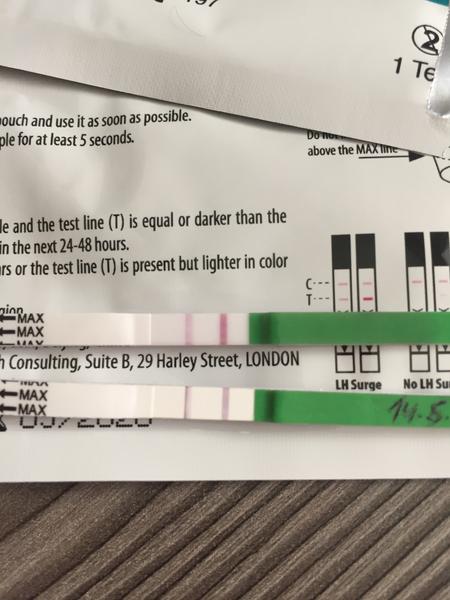 1 Te
ouch and use it as soon as possible.
ple for at least 5 seconds.
above the MAX line
le and the test line (T) is equal or darker than the
in the next 24-48 hours.
rs or the test line (T) is present but lighter in color
C
T
gion
MAX
MAX
h Consulting, Suite B, 29 Harley Street, LONDON
LH Surge
No LH Su
MAX
MAX
MAX
14.5.